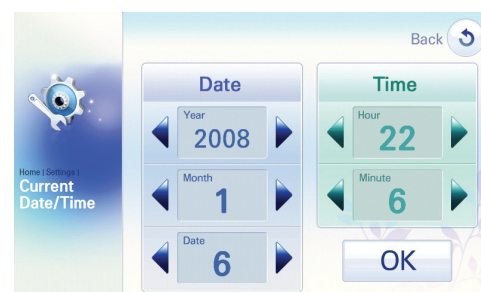 Back
Home | Settings |
Current
Date/Time
Date
Year
2008
Month
1
Date
6
Time
Hour
22
Minute
6
OK